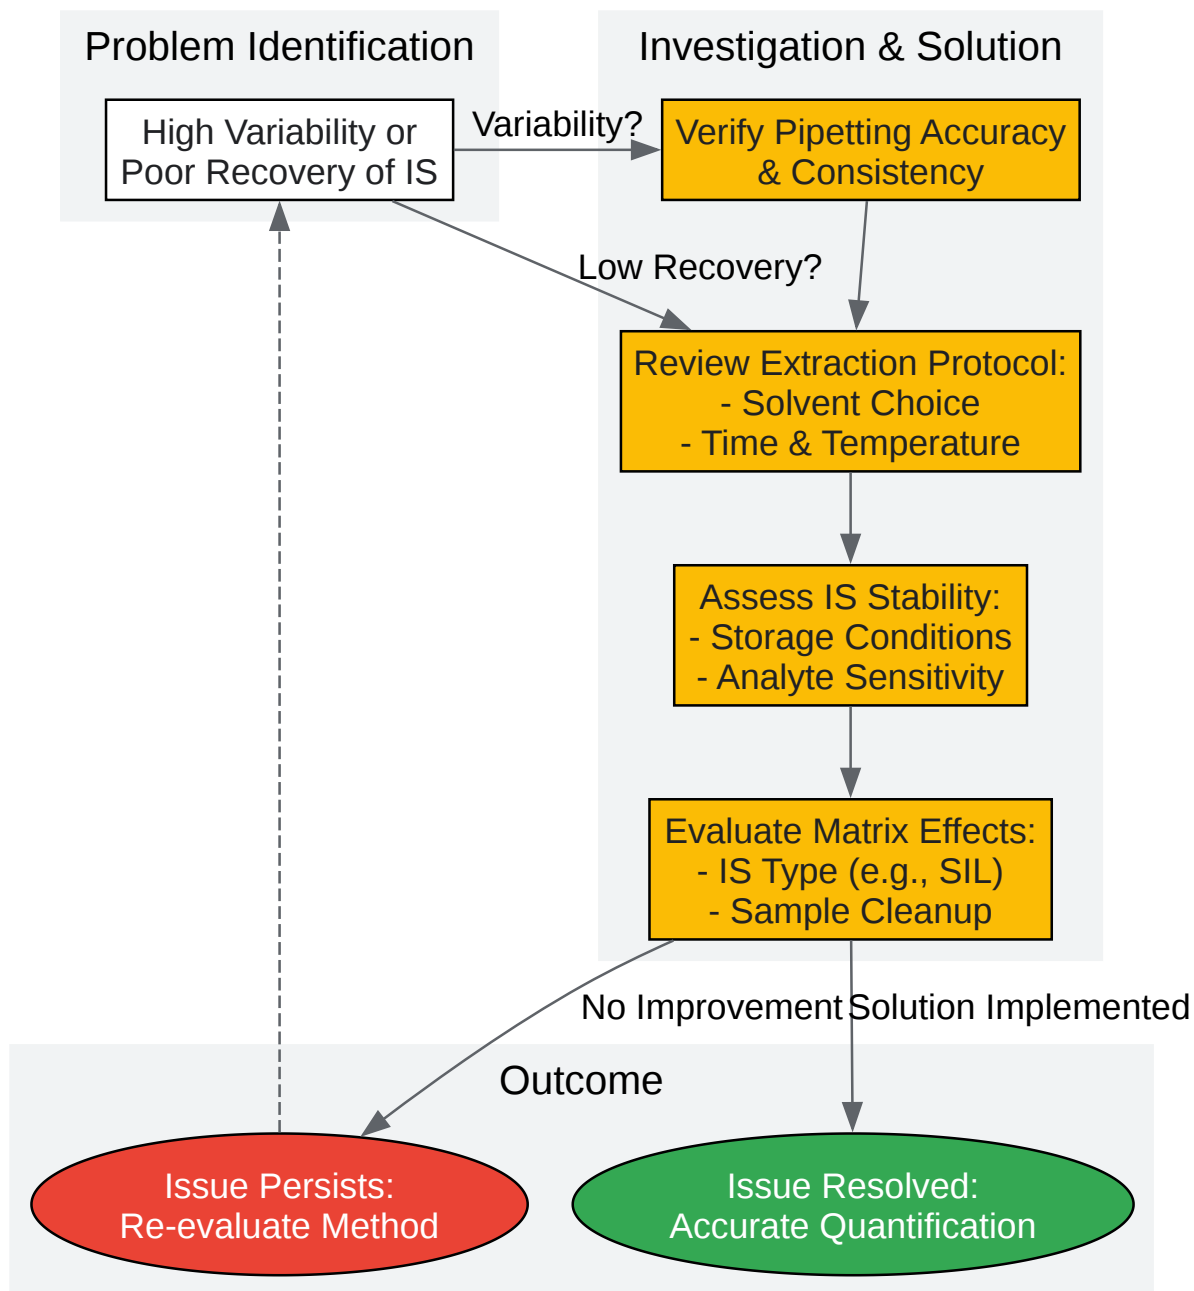 Problem Identification
Investigation & Solution
High Variability or
Poor Recovery of IS
Variability?
Verify Pipetting Accuracy
& Consistency
Low Recovery?
Review Extraction Protocol:
- Solvent Choice
- Time & Temperature
Assess IS Stability:
- Storage Conditions
- Analyte Sensitivity
Evaluate Matrix Effects:
- IS Type (e.g., SIL)
- Sample Cleanup
No Improvement
Solution Implemented
Outcome
Issue Persists:
Re-evaluate Method
Issue Resolved:
Accurate Quantification